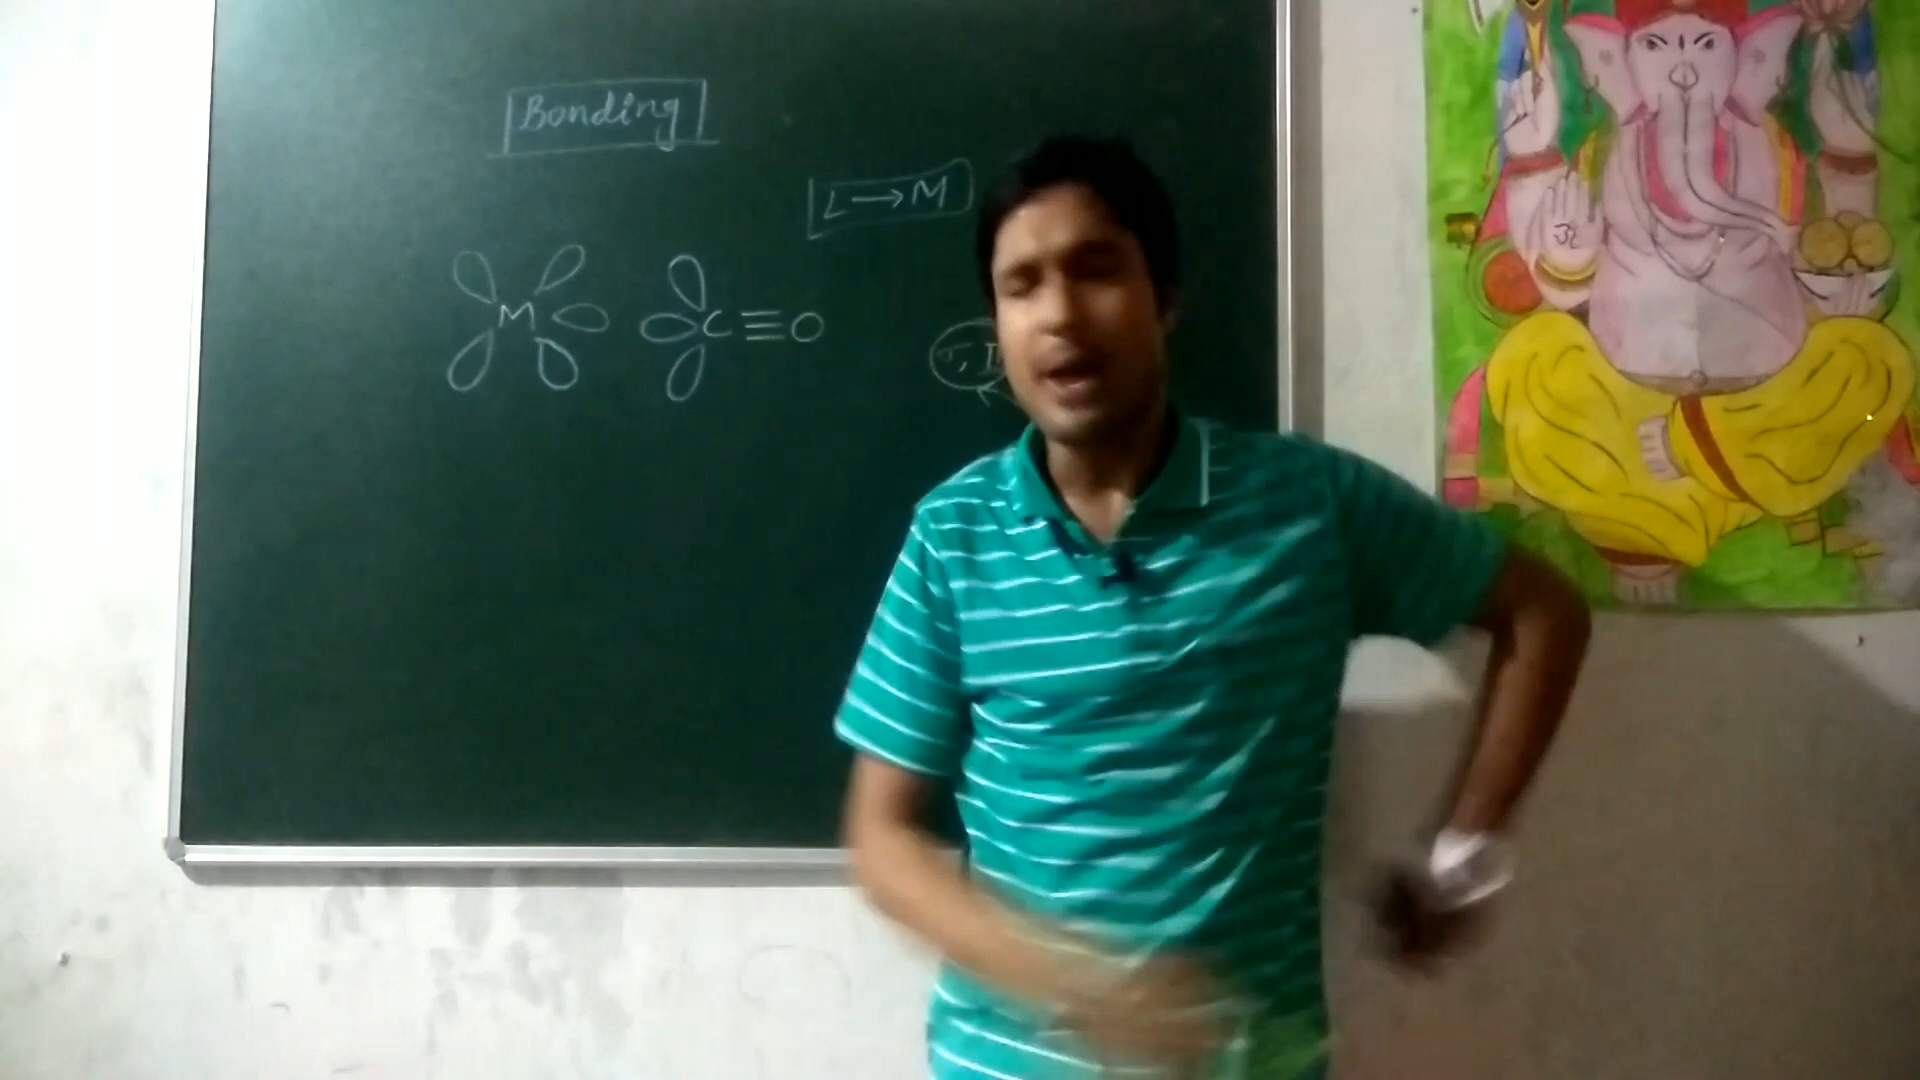 Bonding
L → M
M C≡O
ॐ